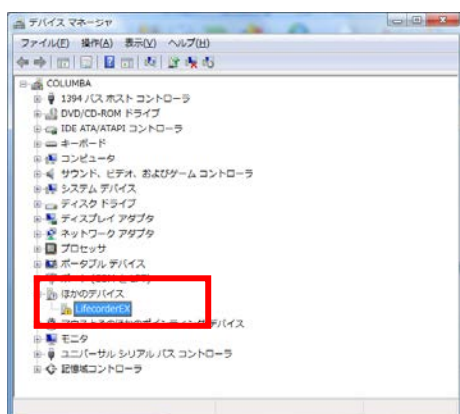 デバイス マネージャ
ファイル(F) 操作(A) 表示(V) ヘルプ(H)
COLUMBA
1394 バス ホスト コントローラ
DVD/CD-ROM ドライブ
IDE ATA/ATAPI コントローラ
キーボード
コンピュータ
サウンド、ビデオ、およびゲーム コントローラ
システム デバイス
ディスク ドライブ
ディスプレイ アダプタ
ネットワーク アダプタ
プロセッサ
ポータブル デバイス
ほかのデバイス
LifecorderEX
デバイス
モニタ
ユニバーサル シリアル バス コントローラ
記憶域コントローラ